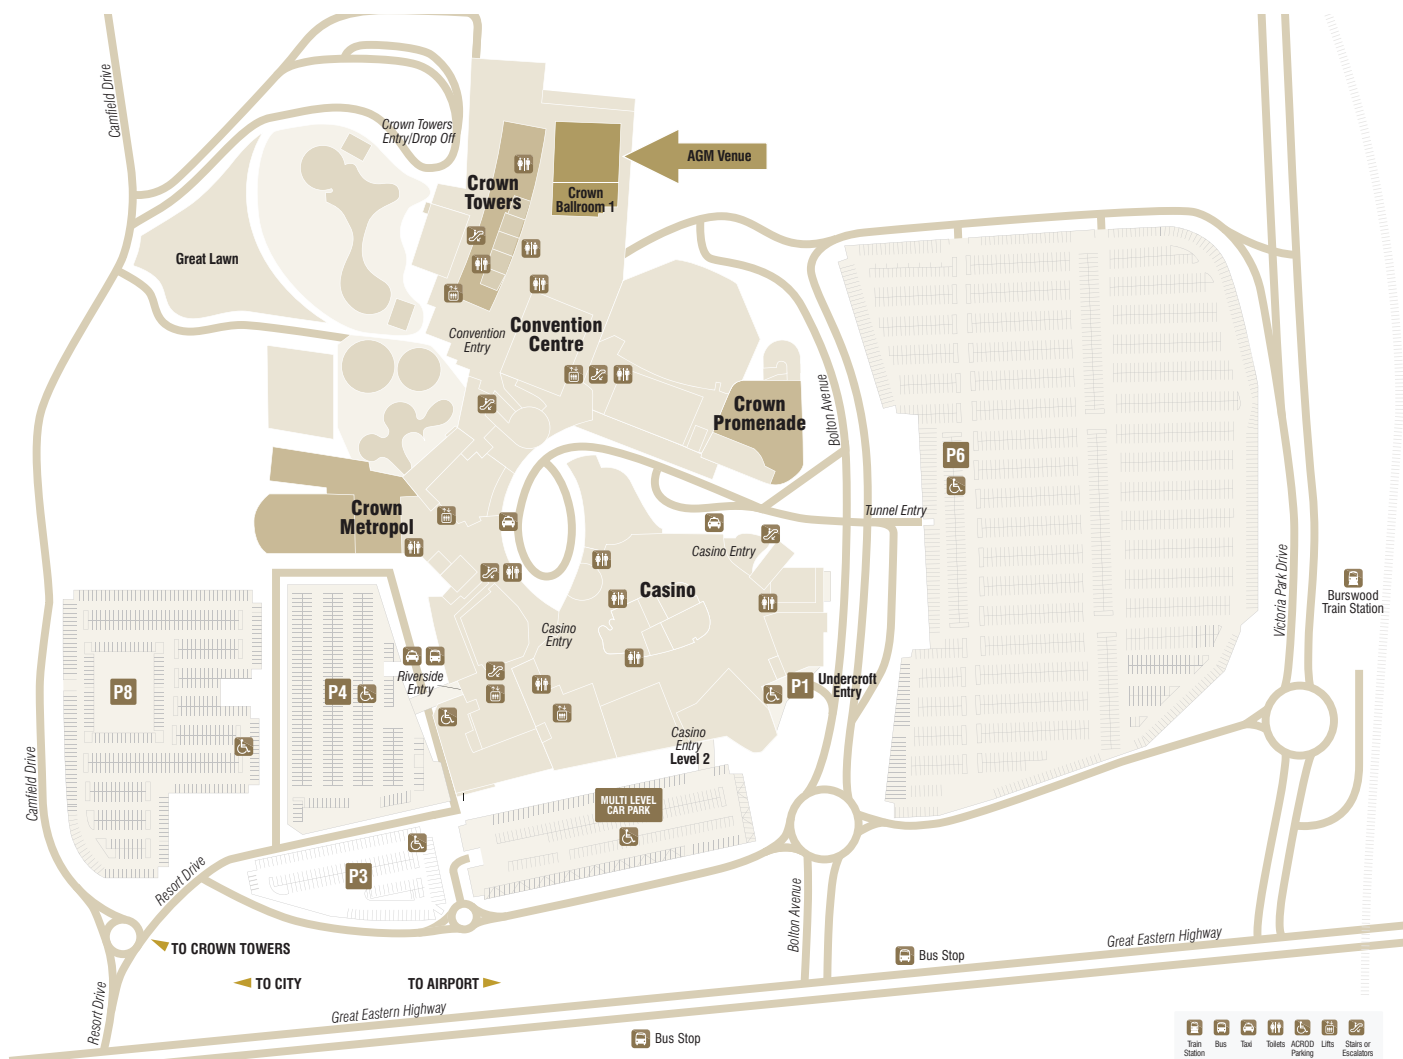 Camfield Drive
Crown Towers
Entry/Drop Off
AGM Venue
Crown
Towers
Crown
Ballroom 1
Great Lawn
Convention
Entry
Convention
Centre
Crown
Promenade
Bolton Avenue
P6
Crown
Metropol
Tunnel Entry
Casino Entry
Casino
Victoria Park Drive
Burswood
Train Station
Casino
Entry
Riverside
Entry
P8
P4
P1
Undercroft
Entry
Casino
Entry
Level 2
Camfield Drive
MULTI LEVEL
CAR PARK
P3
Resort Drive
Bolton Avenue
TO CROWN TOWERS
TO CITY
TO AIRPORT
Bus Stop
Great Eastern Highway
Resort Drive
Great Eastern Highway
Bus Stop
Train
Station
Bus
Taxi
Toilets
ACROD
Parking
Lifts
Stairs or
Escalators